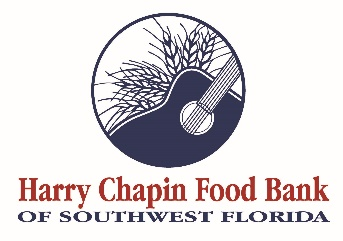 Harry Chapin Food Bank
OF SOUTHWEST FLORIDA